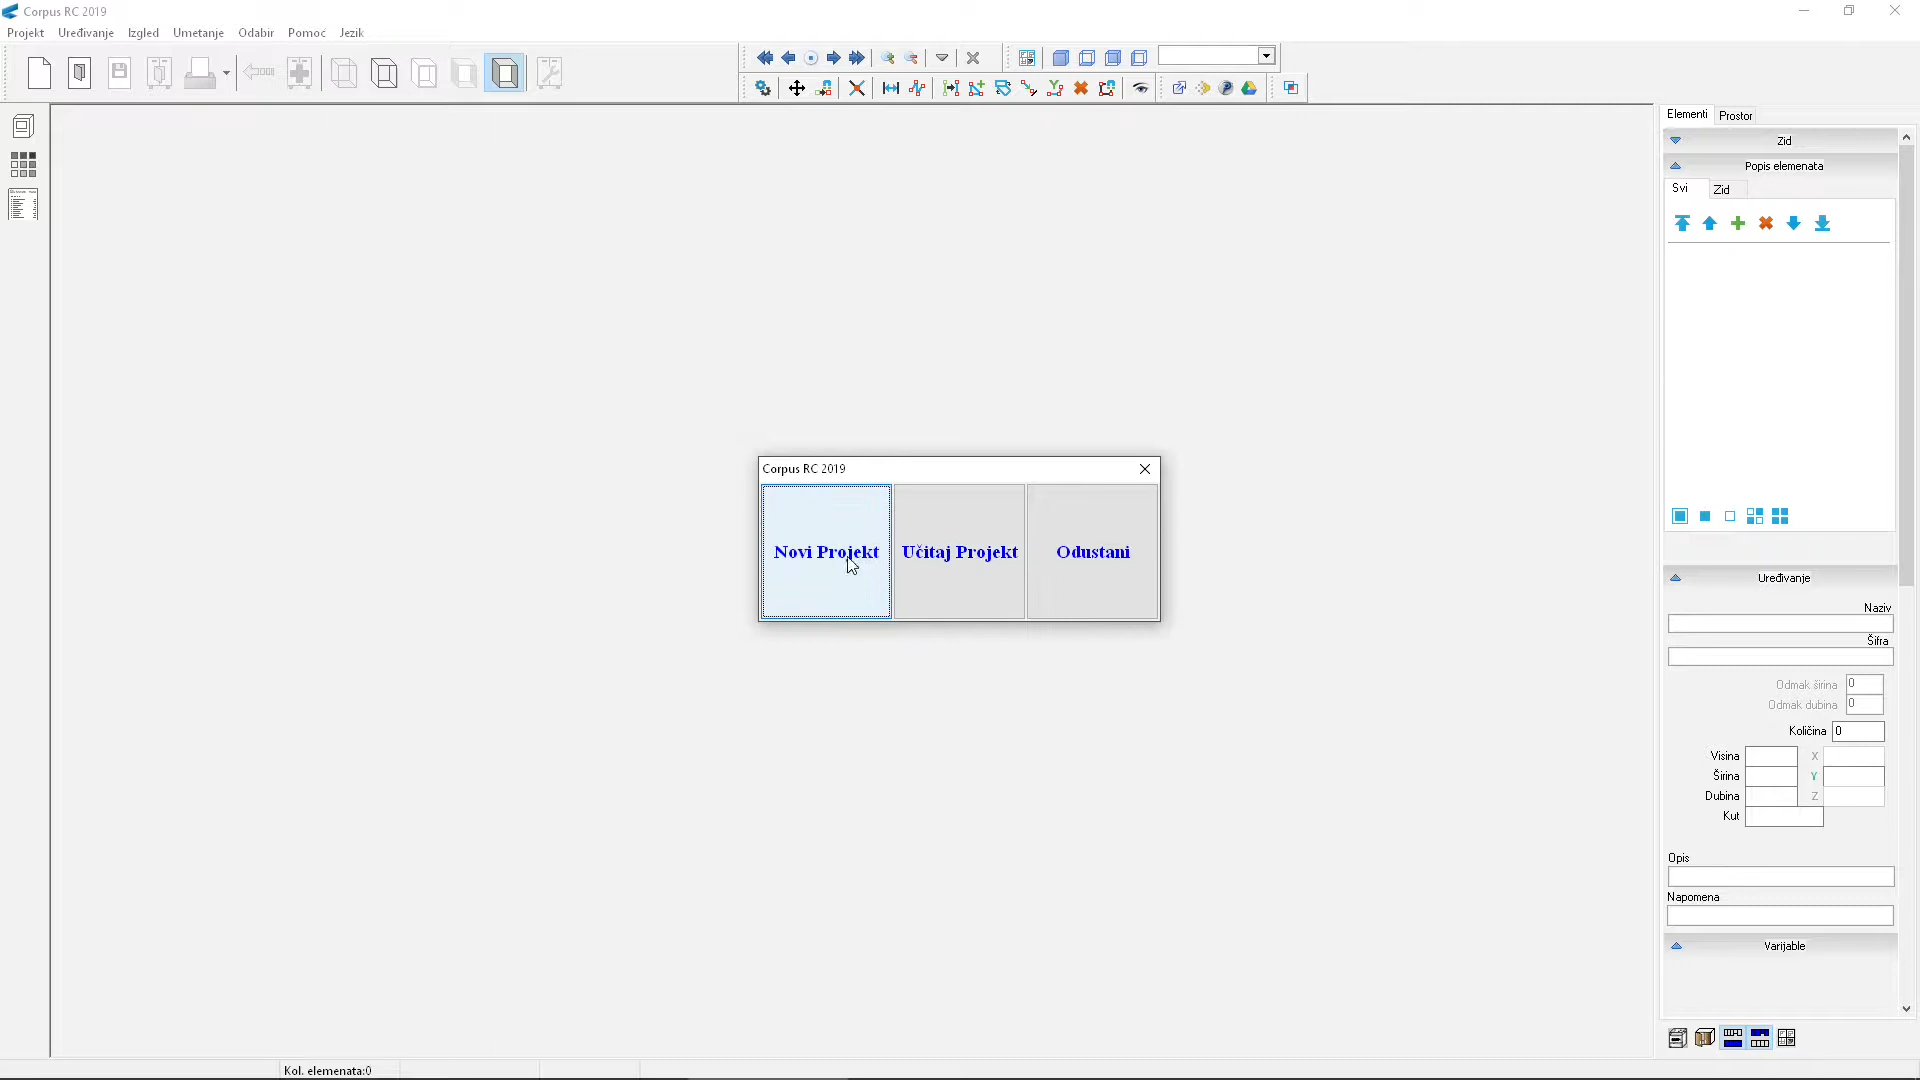 Corpus RC 2019
Projekt Uređivanje Izgled Umetanje Odabir Pomoć Jezik
Elementi Prostor
Zid
Popis elemenata
Svi Zid
Corpus RC 2019
Novi Projekt Učitaj Projekt Odustani
Uređivanje
Naziv
Šifra
Odmak širina 0
Odmak dubina 0
Količina 0
Visina X
Širina Y
Dubina Z
Kut
Opis
Napomena
Varijable
Kol. elemenata:0